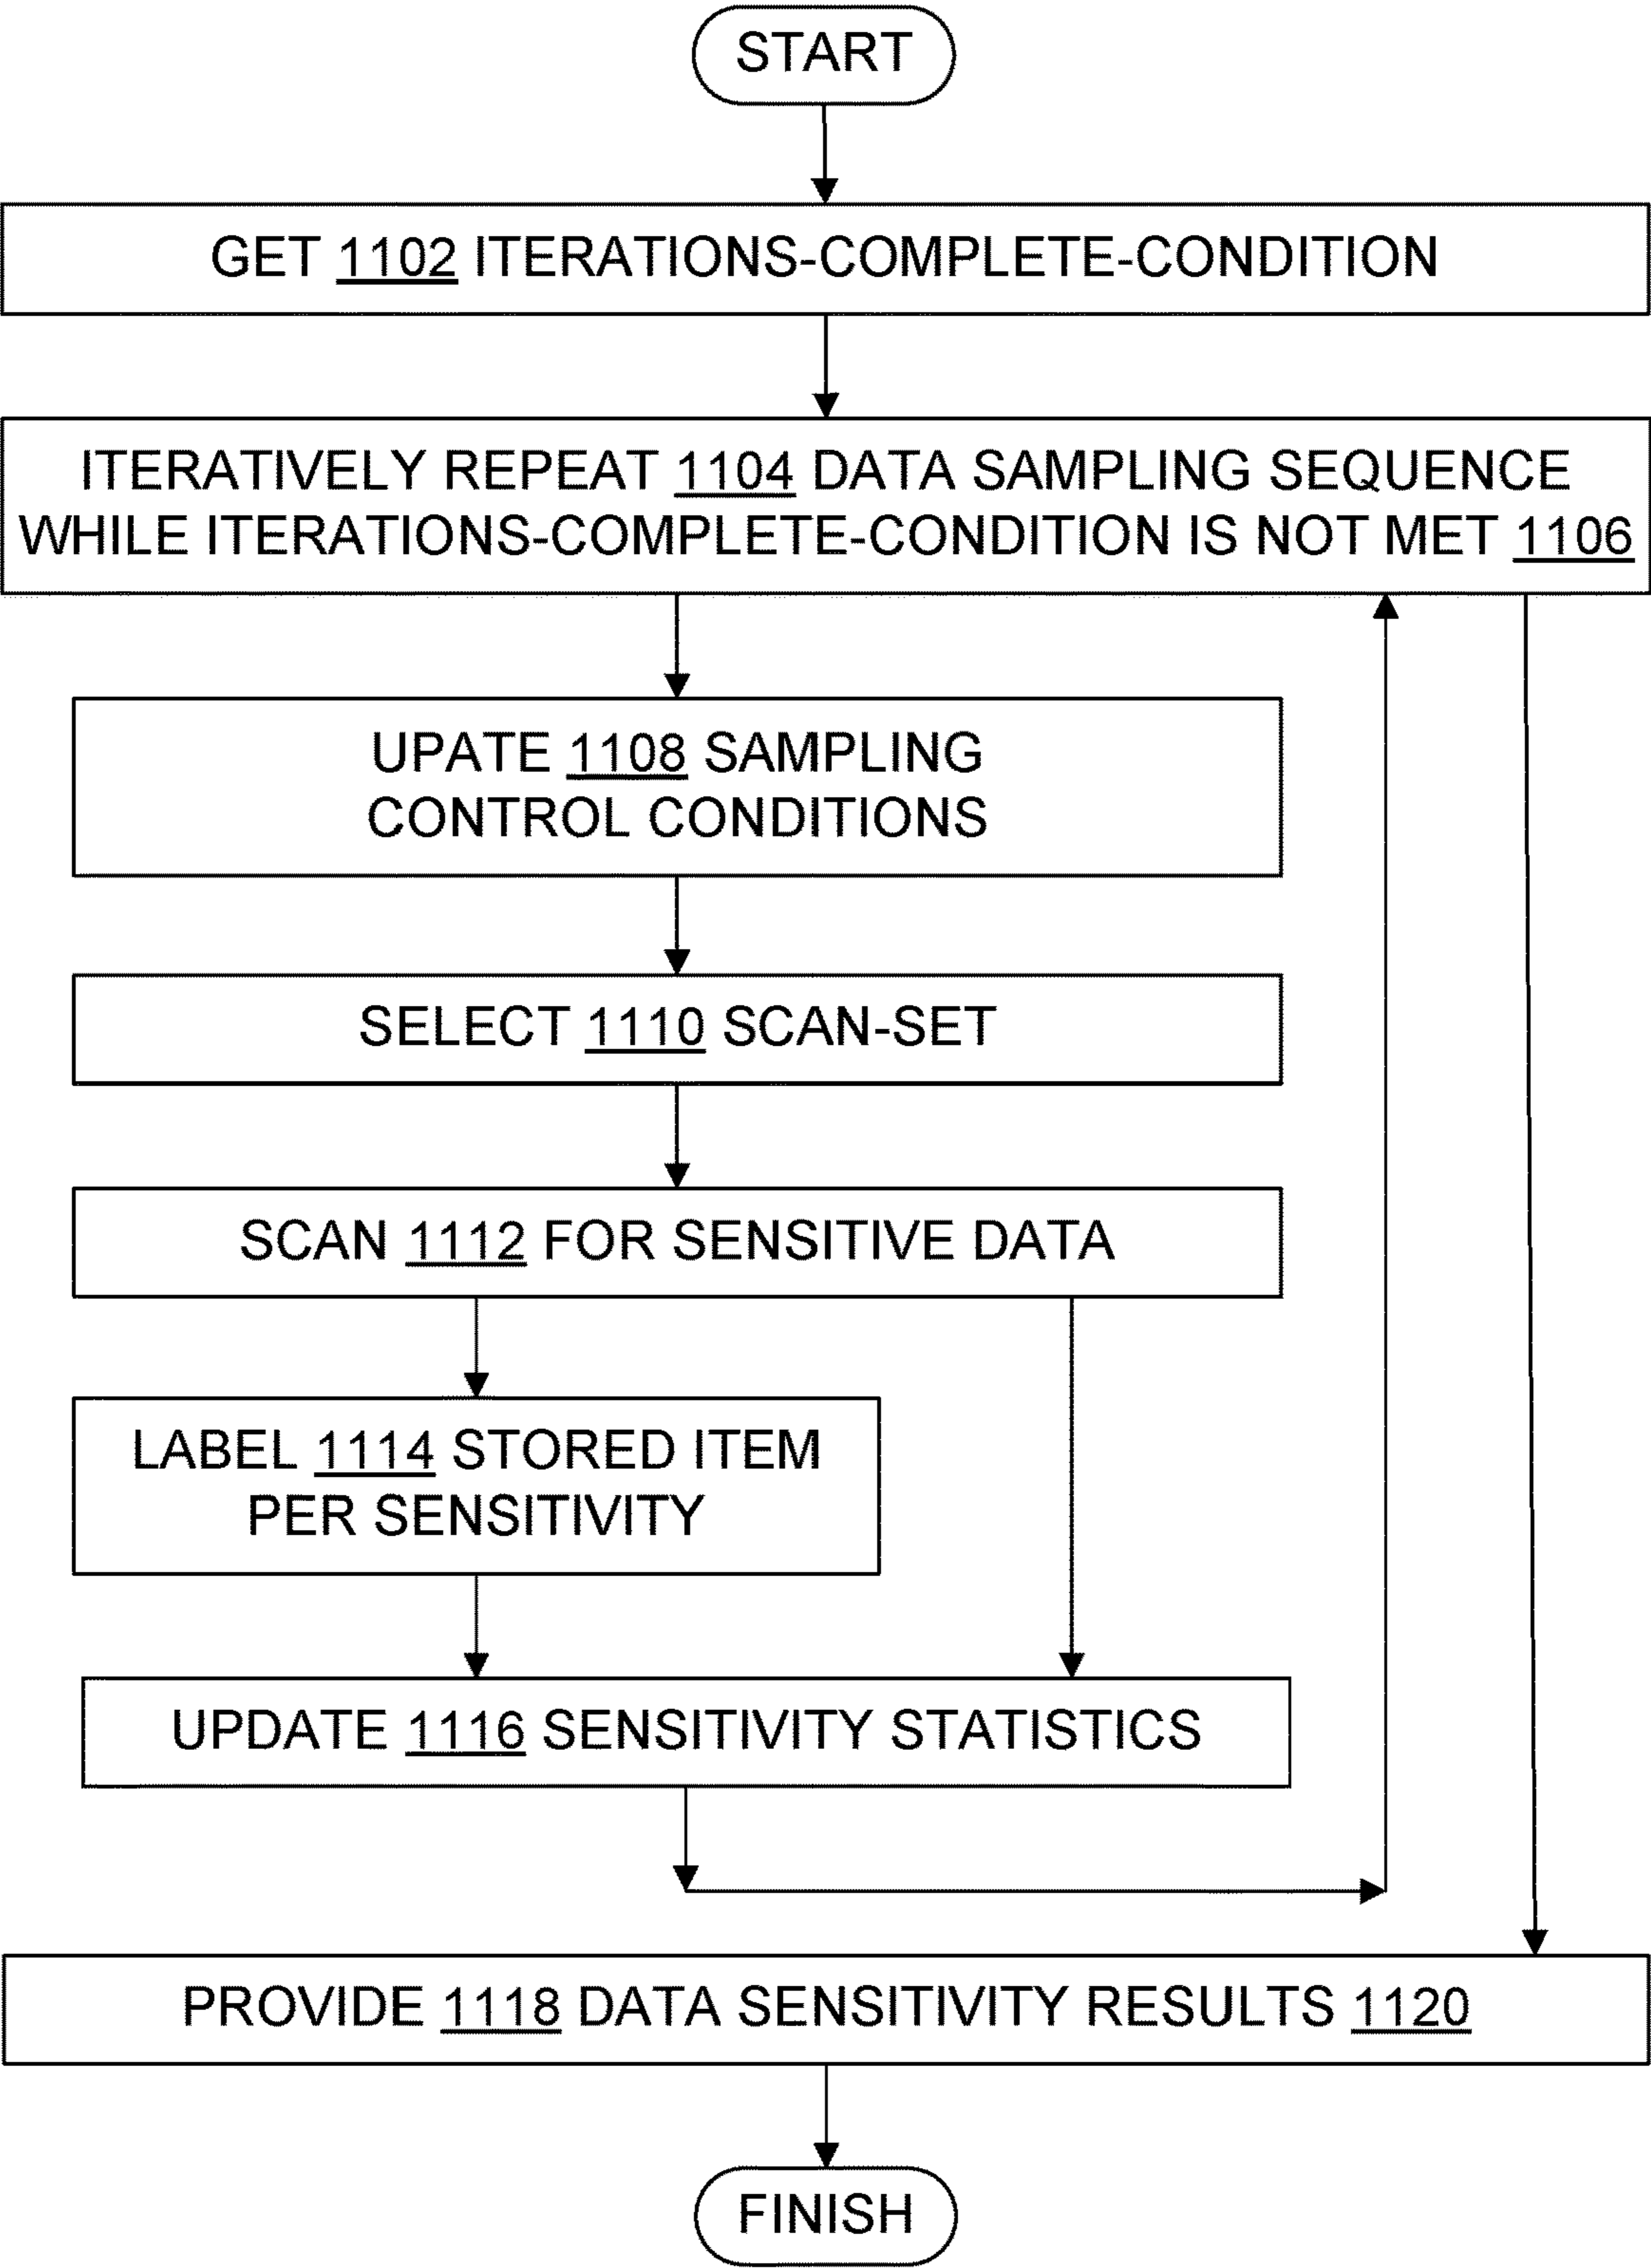 START
GET 1102 ITERATIONS-COMPLETE-CONDITION
ITERATIVELY REPEAT 1104 DATA SAMPLING SEQUENCE
WHILE ITERATIONS-COMPLETE-CONDITION IS NOT MET 1106
UPATE 1108 SAMPLING
CONTROL CONDITIONS
SELECT 1110 SCAN-SET
SCAN 1112 FOR SENSITIVE DATA
LABEL 1114 STORED ITEM
PER SENSITIVITY
UPDATE 1116 SENSITIVITY STATISTICS
PROVIDE 1118 DATA SENSITIVITY RESULTS 1120
FINISH